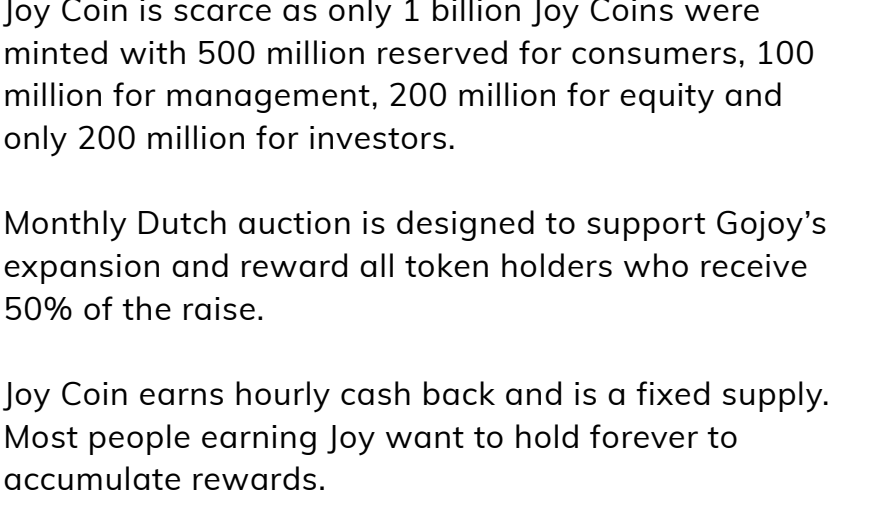 Joy Coin is scarce as only 1 billion Joy Coins were
minted with 500 million reserved for consumers, 100
million for management, 200 million for equity and
only 200 million for investors.
Monthly Dutch auction is designed to support Gojoy’s
expansion and reward all token holders who receive
50% of the raise.
Joy Coin earns hourly cash back and is a fixed supply.
Most people earning Joy want to hold forever to
accumulate rewards.